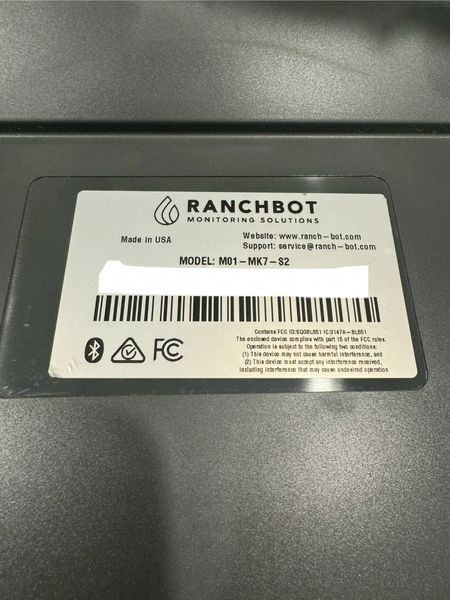 RANCHBOT
MONITORING SOLUTIONS
Made in USA
Website: www.ranch-bot.com
Support: service@ranch-bot.com
MODEL: M01-MK7-S2
Contains FCC ID:SQGBL651 IC:3147A-BL651
The enclosed device complies with part 15 of the FCC rules.
Operation is subject to the following two conditions:
(1) This device may not cause harmful interference, and
(2) This device must accept any interference received,
including interference that may cause undesired operation
FC